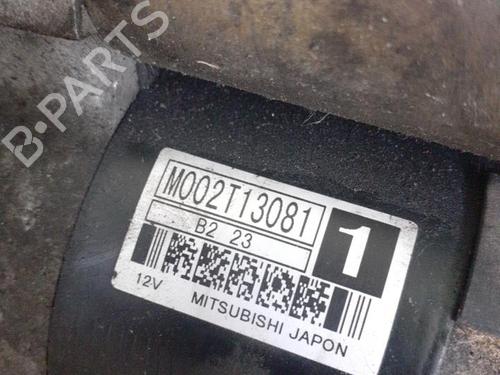 B-PARTS
M002T13081
1
B2 23
12V
MITSUBISHI JAPON